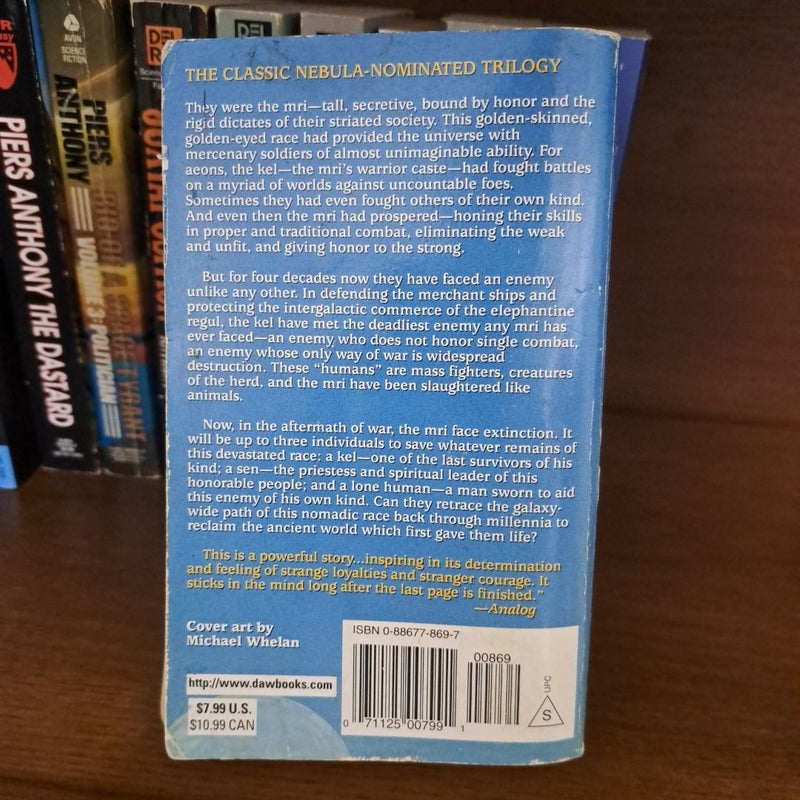 THE CLASSIC NEBULA-NOMINATED TRILOGY
They were the mri—tall, secretive, bound by honor and the
rigid dictates of their striated society. This golden-skinned,
golden-eyed race had provided the universe with
mercenary soldiers of almost unimaginable ability. For
aeons, the kel—the mri's warrior caste—had fought battles
on a myriad of worlds against uncountable foes.
Sometimes they had even fought others of their own kind.
And even then the mri had prospered—honing their skills
in proper and traditional combat, eliminating the weak
and unfit, and giving honor to the strong.
But for four decades now they have faced an enemy
unlike any other. In defending the merchant ships and
protecting the intergalactic commerce of the elephantine
regul, the kel have met the deadliest enemy any mri has
ever faced—an enemy who does not honor single combat,
an enemy whose only way of war is widespread
destruction. These “humans” are mass fighters, creatures
of the herd, and the mri have been slaughtered like
animals.
Now, in the aftermath of war, the mri face extinction. It
will be up to three individuals to save whatever remains of
this devastated race: a kel—one of the last survivors of his
kind; a sen—the priestess and spiritual leader of this
honorable people; and a lone human—a man sworn to aid
this enemy of his own kind. Can they retrace the galaxy-
wide path of this nomadic race back through millennia to
reclaim the ancient world which first gave them life?
This is a powerful story...inspiring in its determination
and feeling of strange loyalties and stranger courage. It
sticks in the mind long after the last page is finished.”
—Analog
Cover art by
Michael Whelan
http://www.dawbooks.com
$7.99 U.S.
$10.99 CAN
ISBN 0-88677-869-7
00869
0 71125 00799 1
UPC
S
PIERS ANTHONY THE DASTARD
AVON
SCIENCE
FICTION
PIERS
ANTHONY
VOLUME 3: POLITICIAN
DEL